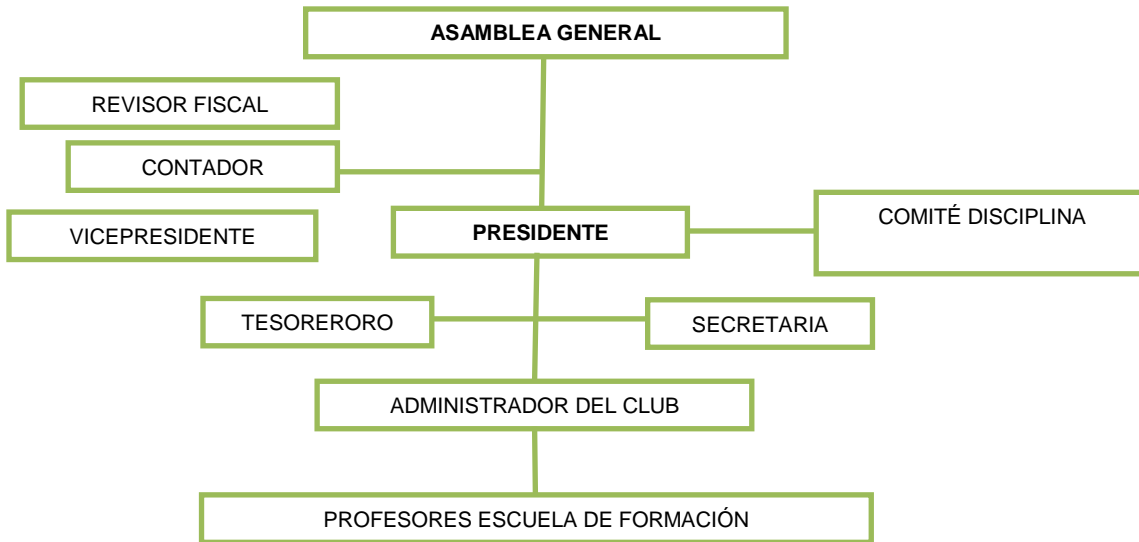 ASAMBLEA GENERAL
REVISOR FISCAL
CONTADOR
VICEPRESIDENTE
PRESIDENTE
COMITÉ DISCIPLINA
TESORERORO
SECRETARIA
ADMINISTRADOR DEL CLUB
PROFESORES ESCUELA DE FORMACIÓN